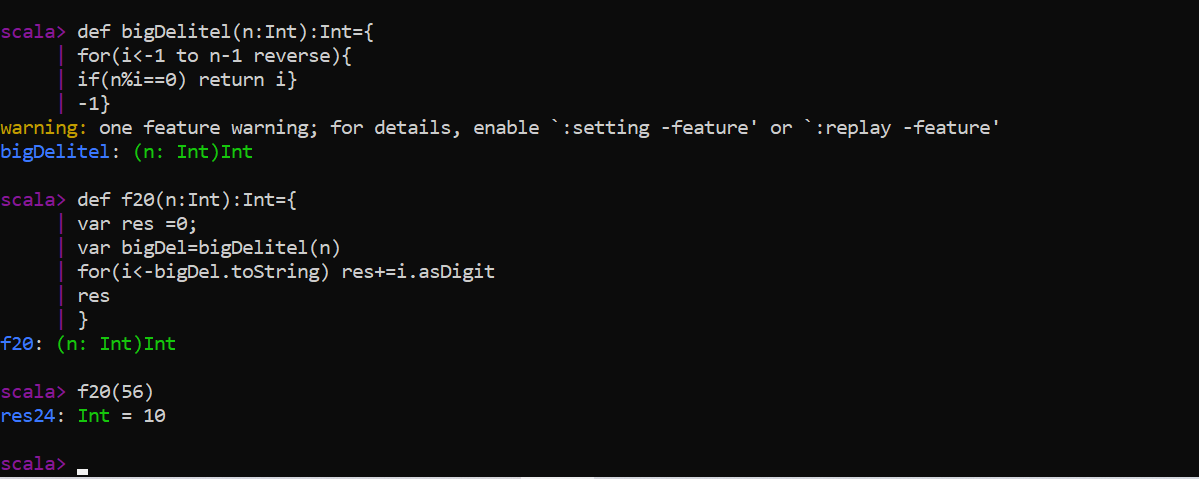 scala> def bigDelitel(n:Int):Int={
| for(i<-1 to n-1 reverse){
| if(n%i==0) return i}
| -1}
warning: one feature warning; for details, enable `:setting -feature' or `:replay -feature'
bigDelitel: (n: Int)Int
scala> def f20(n:Int):Int={
| var res =0;
| var bigDel=bigDelitel(n)
| for(i<-bigDel.toString) res+=i.asDigit
| res
| }
f20: (n: Int)Int
scala> f20(56)
res24: Int = 10
scala>